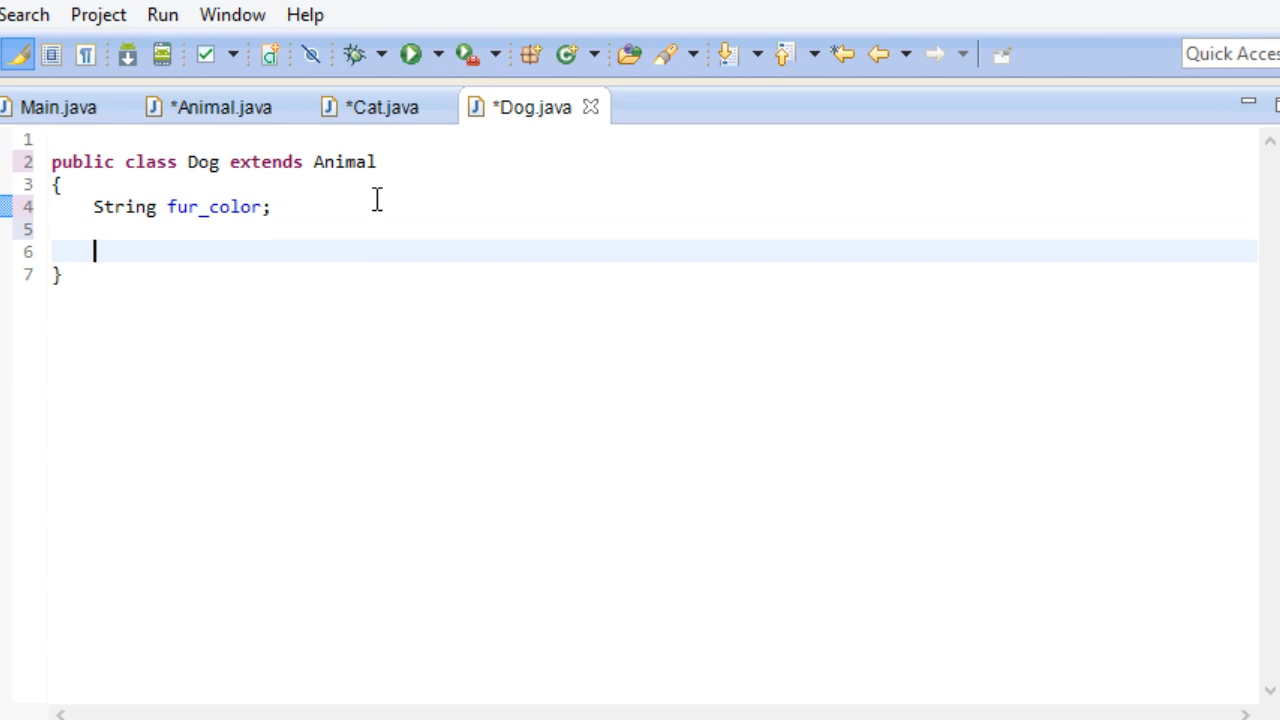 Search Project Run Window Help
Quick Acces
Main.java *Animal.java *Cat.java *Dog.java
1
2 public class Dog extends Animal
3 {
4 String fur_color;
5
6
7 }